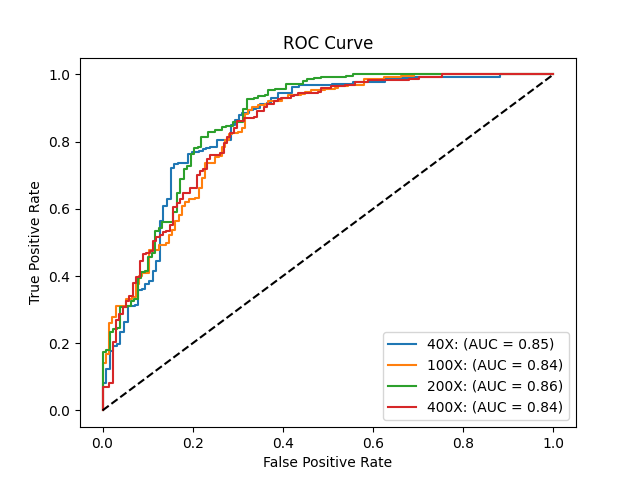 ROC Curve
True Positive Rate
1.0
0.8
0.6
0.4
0.2
0.0
0.0 0.2 0.4 0.6 0.8 1.0
False Positive Rate
40X: (AUC = 0.85)
100X: (AUC = 0.84)
200X: (AUC = 0.86)
400X: (AUC = 0.84)